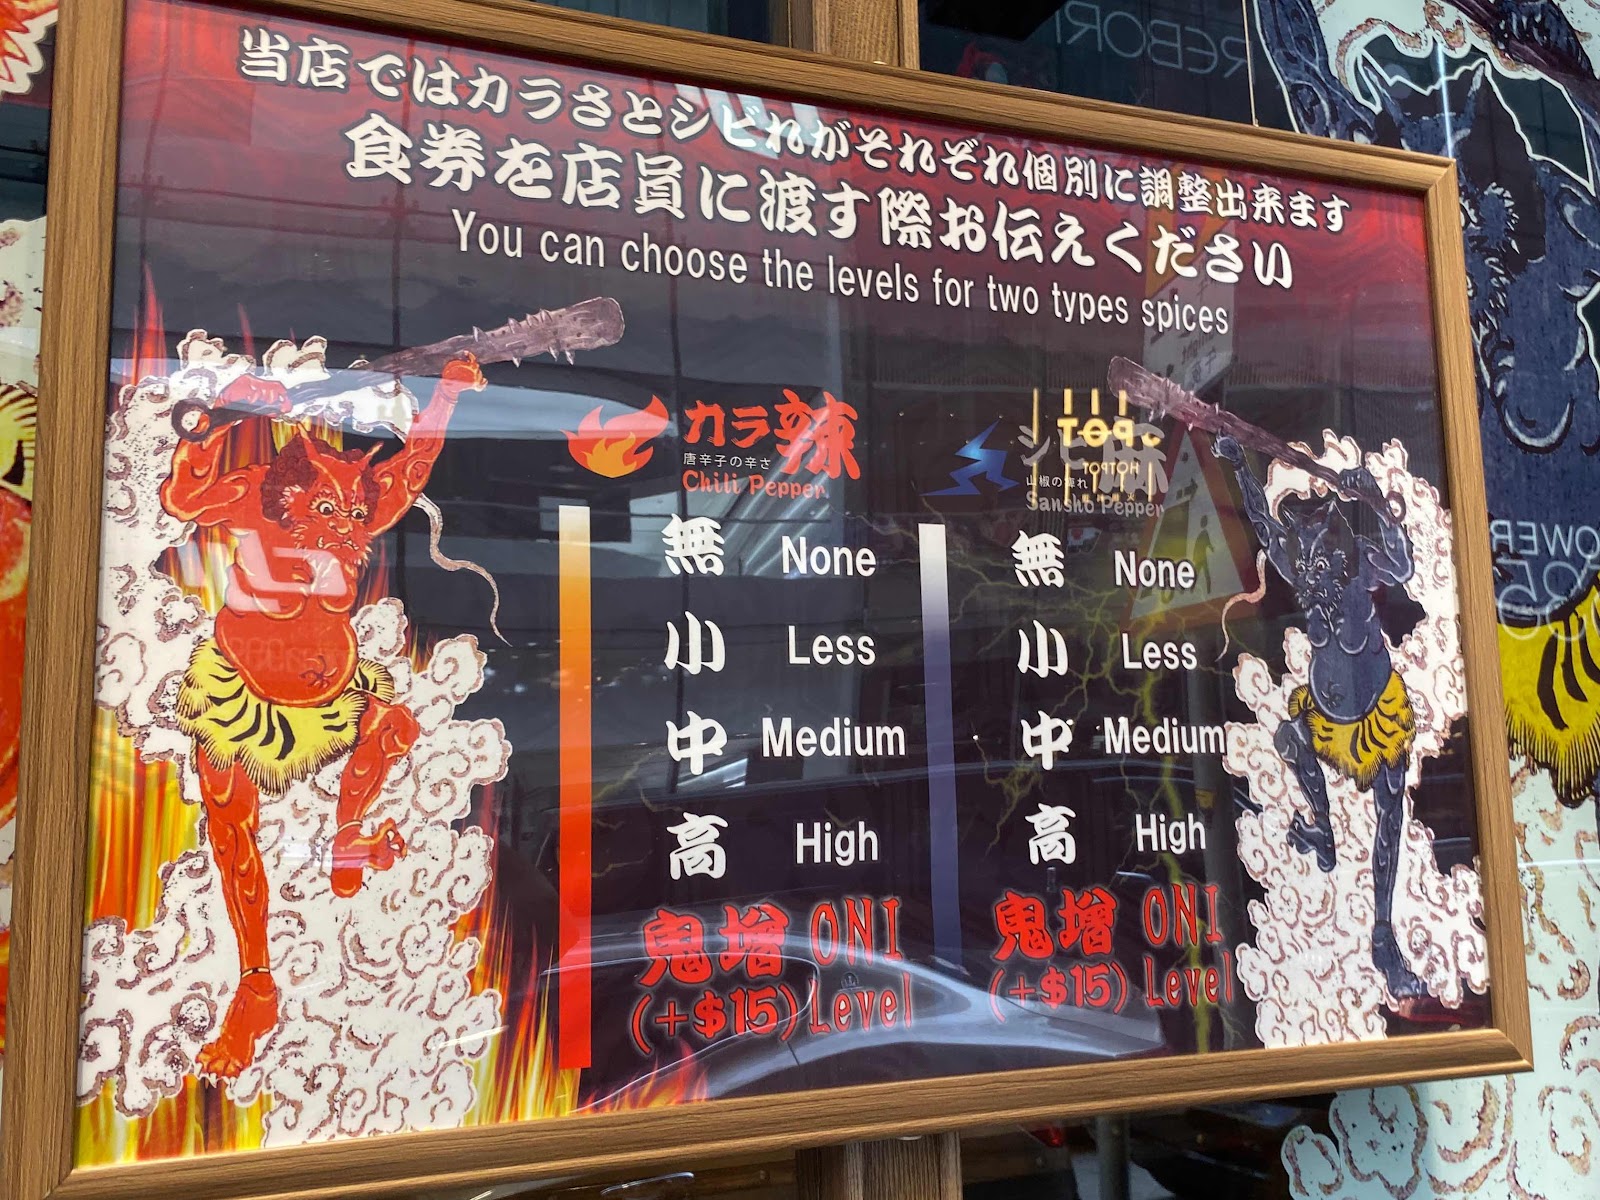 当店ではカラさとシビれがそれぞれ個別に調整出来ます
食券を店員に渡す際お伝えください
You can choose the levels for two types spices
カラ辣
唐辛子の辛さ
Chili Pepper
無 None
小 Less
中 Medium
高 High
鬼増 ONI
(+$15) Level
シビ麻
山椒の痺れ
Sansho Pepper
無 None
小 Less
中 Medium
高 High
鬼増 ONI
(+$15) Level
POT
HOTPOT
REBOR